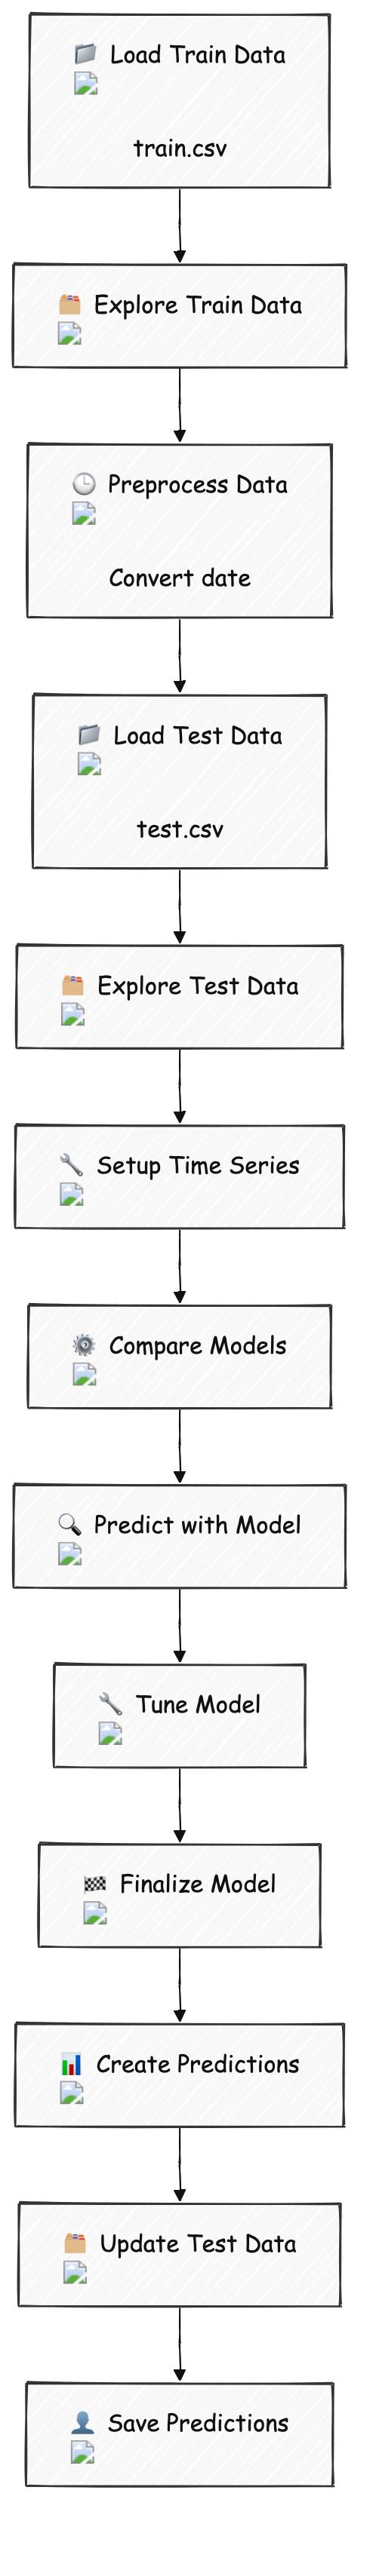 Load Train Data
train.csv
Explore Train Data
Preprocess Data
Convert date
Load Test Data
test.csv
Explore Test Data
Setup Time Series
Compare Models
Predict with Model
Tune Model
Finalize Model
Create Predictions
Update Test Data
Save Predictions